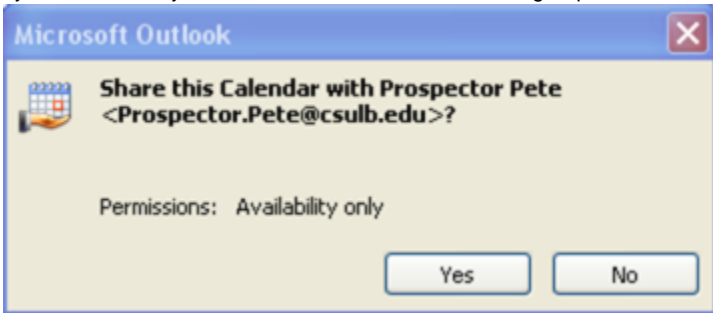 Microsoft Outlook
Share this Calendar with Prospector Pete
<Prospector.Pete@csulb.edu>?
Permissions: Availability only
Yes No